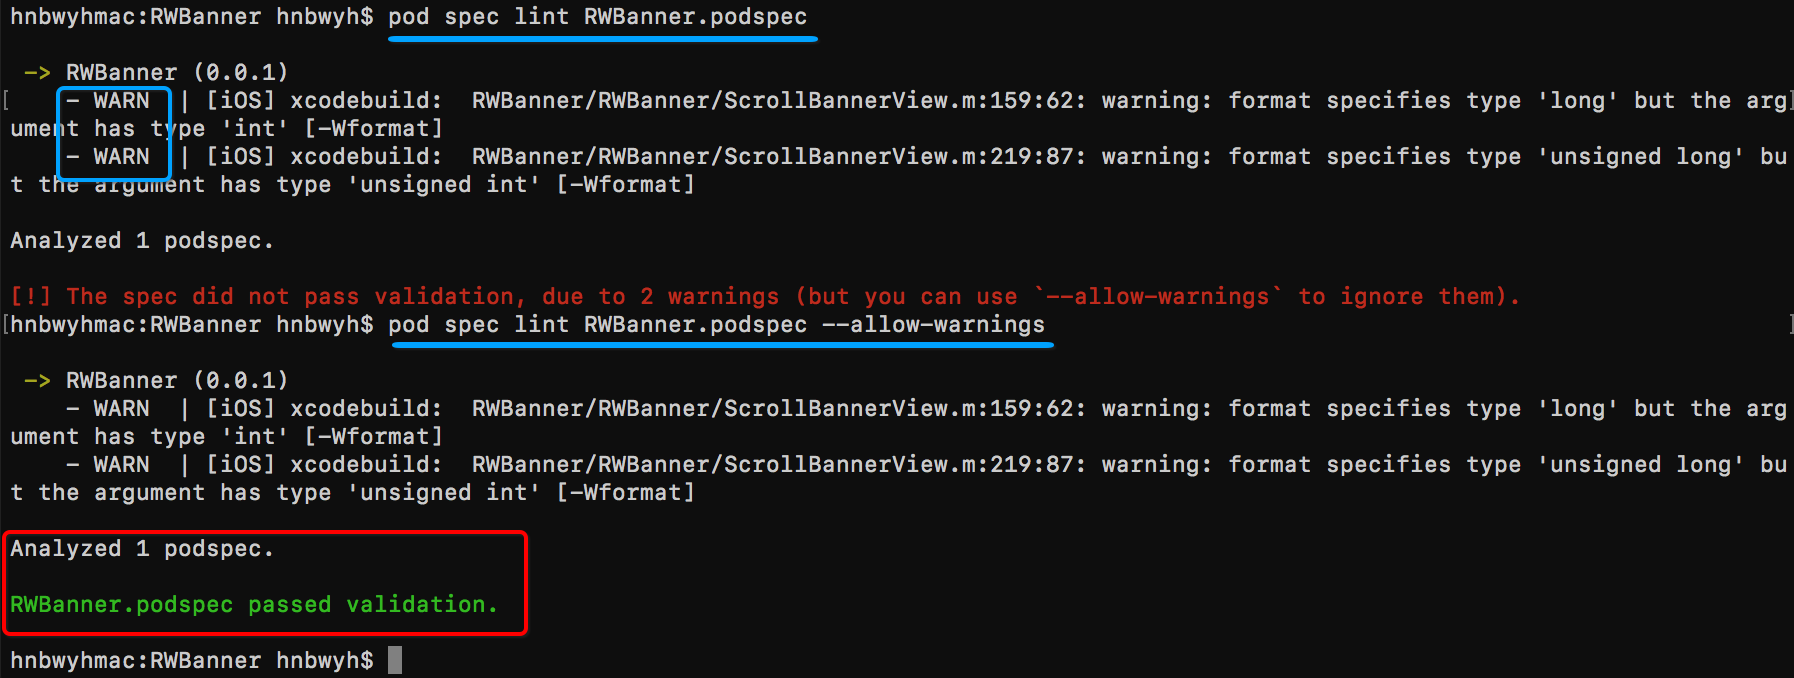 hnbwyhmac:RWBanner hnbwyh$ pod spec lint RWBanner.podspec
-> RWBanner (0.0.1)
[    - WARN  | [iOS] xcodebuild:  RWBanner/RWBanner/ScrollBannerView.m:159:62: warning: format specifies type 'long' but the arg]
ument has type 'int' [-Wformat]
- WARN  | [iOS] xcodebuild:  RWBanner/RWBanner/ScrollBannerView.m:219:87: warning: format specifies type 'unsigned long' bu
t the argument has type 'unsigned int' [-Wformat]
Analyzed 1 podspec.
[!] The spec did not pass validation, due to 2 warnings (but you can use `--allow-warnings` to ignore them).
[hnbwyhmac:RWBanner hnbwyh$ pod spec lint RWBanner.podspec --allow-warnings ]
-> RWBanner (0.0.1)
- WARN  | [iOS] xcodebuild:  RWBanner/RWBanner/ScrollBannerView.m:159:62: warning: format specifies type 'long' but the arg
ument has type 'int' [-Wformat]
- WARN  | [iOS] xcodebuild:  RWBanner/RWBanner/ScrollBannerView.m:219:87: warning: format specifies type 'unsigned long' bu
t the argument has type 'unsigned int' [-Wformat]
Analyzed 1 podspec.
RWBanner.podspec passed validation.
hnbwyhmac:RWBanner hnbwyh$